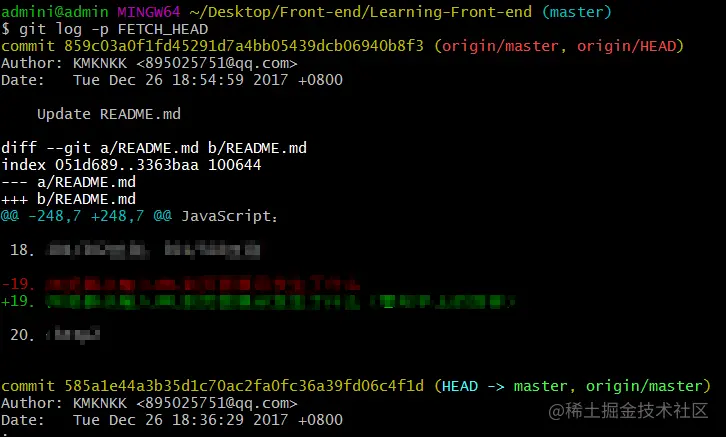 admini@admin MINGW64 ~/Desktop/Front-end/Learning-Front-end (master)
$ git log -p FETCH_HEAD
commit 859c03a0f1fd45291d7a4bb05439dcb06940b8f3 (origin/master, origin/HEAD)
Author: KMKNKK <895025751@qq.com>
Date:   Tue Dec 26 18:54:59 2017 +0800
    Update README.md
diff --git a/README.md b/README.md
index 051d689..3363baa 100644
--- a/README.md
+++ b/README.md
@@ -248,7 +248,7 @@ JavaScript：
 18.
-19.
+19.
 20.
commit 585a1e44a3b35d1c70ac2fa0fc36a39fd06c4f1d (HEAD -> master, origin/master)
Author: KMKNKK <895025751@qq.com>
Date:   Tue Dec 26 18:36:29 2017 +0800
:
@稀土掘金技术社区